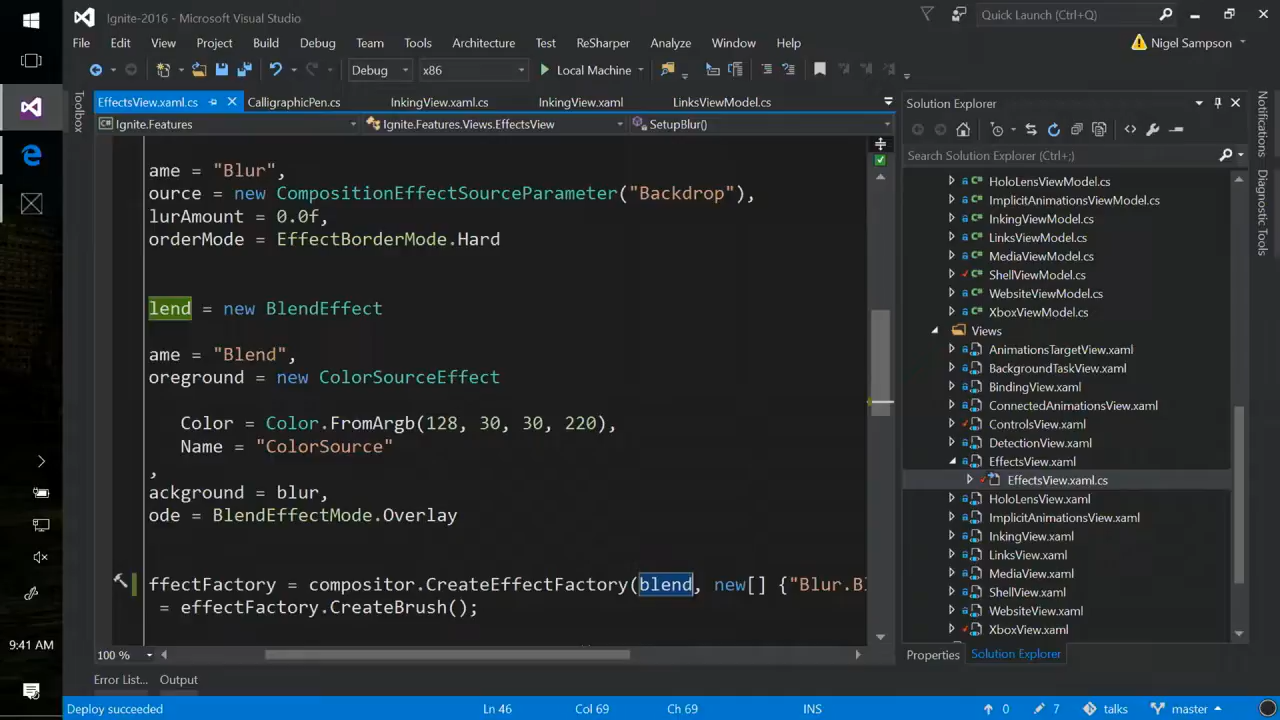 Ignite-2016 - Microsoft Visual Studio
Quick Launch (Ctrl+;)
File Edit View Project Build Debug Team Tools Architecture Test ReSharper Analyze Window Help
Nigel Sampson
Debug x86 Local Machine
Toolbox
EffectsView.xaml.cs CalligraphicPen.cs InkingView.xaml.cs InkingView.xaml LinksViewModel.cs
Ignite.Features Ignite.Features.Views.EffectsView SetupBlur()
ame = "Blur",
ource = new CompositionEffectSourceParameter("Backdrop"),
lurAmount = 0.0f,
orderMode = EffectBorderMode.Hard
lend = new BlendEffect
ame = "Blend",
oreground = new ColorSourceEffect
Color = Color.FromArgb(128, 30, 30, 220),
Name = "ColorSource"
,
ackground = blur,
ode = BlendEffectMode.Overlay
ffectFactory = compositor.CreateEffectFactory(blend, new[] {"Blur.Bl
= effectFactory.CreateBrush();
100 %
Error List... Output
Solution Explorer
Search Solution Explorer (Ctrl+;)
HoloLensViewModel.cs
ImplicitAnimationsViewModel.cs
InkingViewModel.cs
LinksViewModel.cs
MediaViewModel.cs
ShellViewModel.cs
WebsiteViewModel.cs
XboxViewModel.cs
Views
AnimationsTargetView.xaml
BackgroundTaskView.xaml
BindingView.xaml
ConnectedAnimationsView.xaml
ControlsView.xaml
DetectionView.xaml
EffectsView.xaml
EffectsView.xaml.cs
HoloLensView.xaml
ImplicitAnimationsView.xaml
InkingView.xaml
LinksView.xaml
MediaView.xaml
ShellView.xaml
WebsiteView.xaml
XboxView.xaml
Properties Solution Explorer
Notifications
Diagnostic Tools
9:41 AM
Deploy succeeded Ln 46 Col 69 Ch 69 INS 0 7 talks master